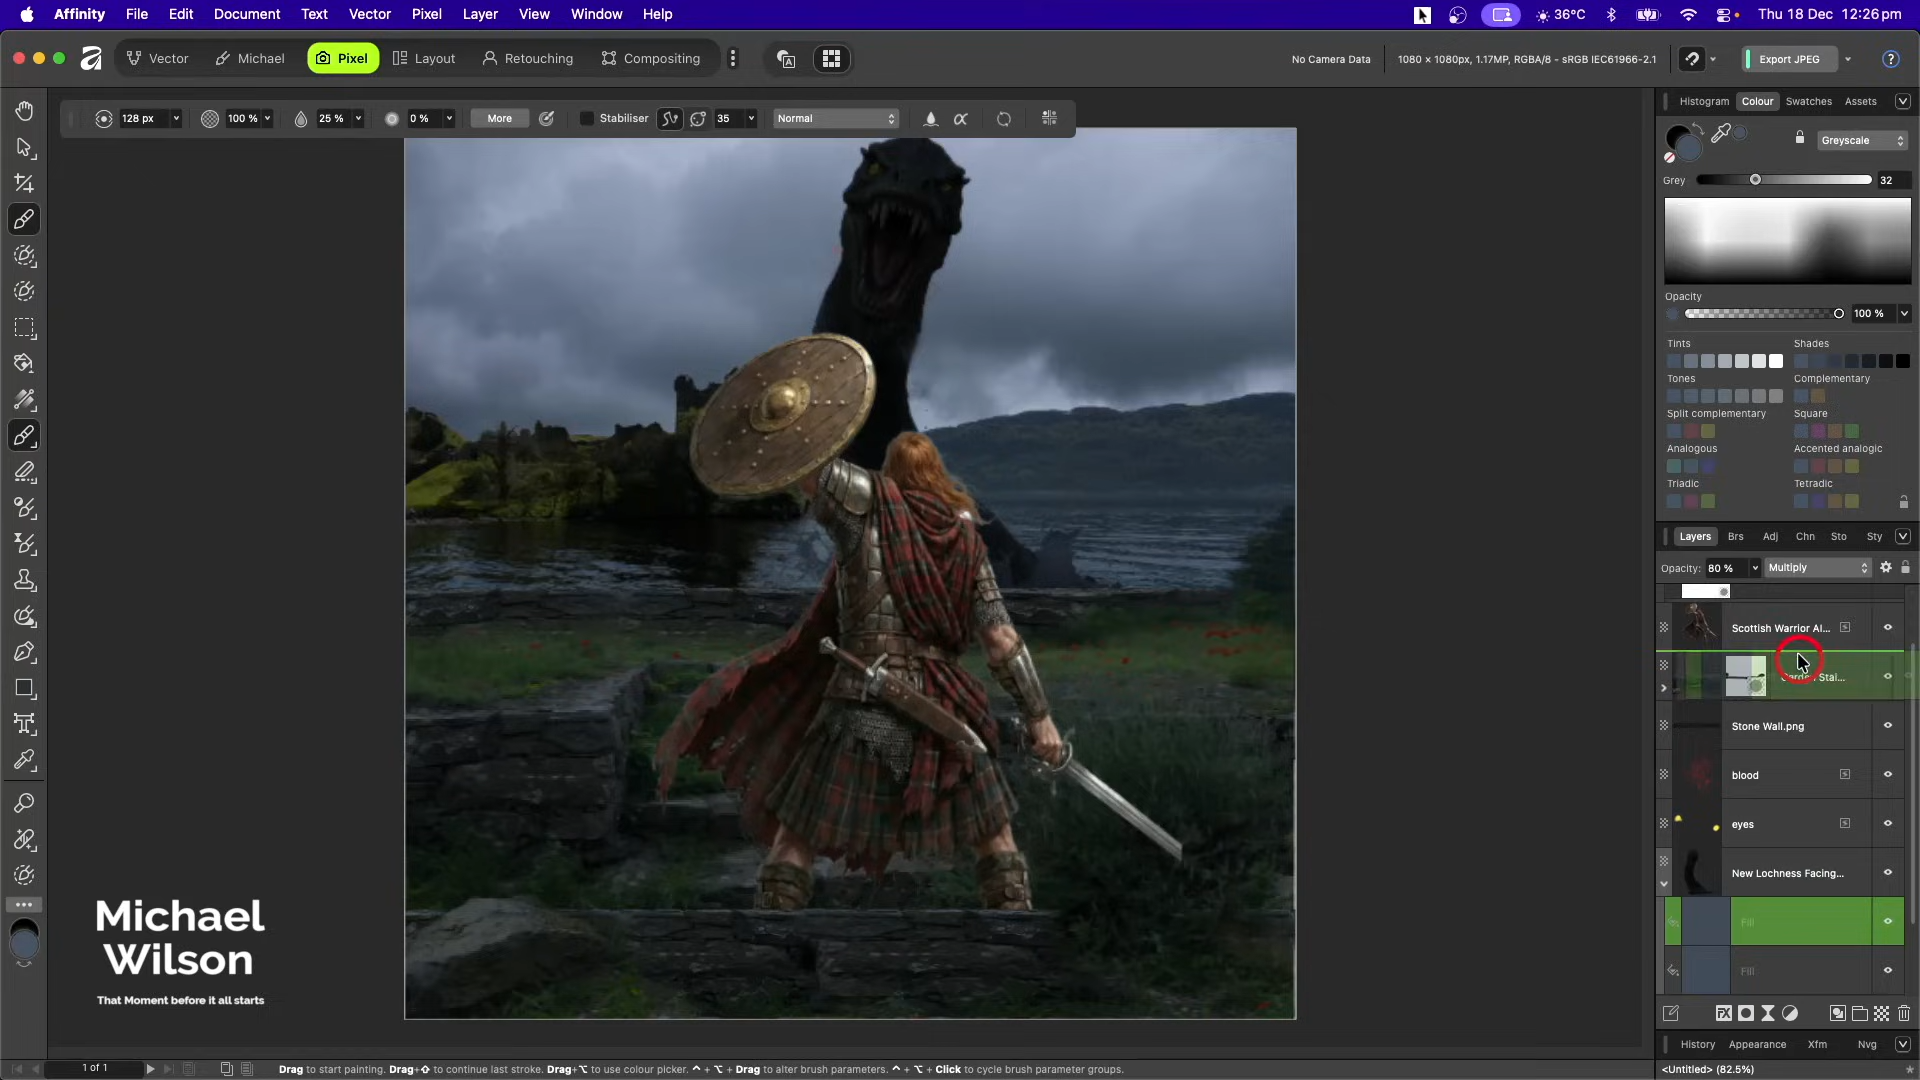 Affinity File Edit Document Text Vector Pixel Layer View Window Help 36°C Thu 18 Dec 12:26 pm
Vector Michael Pixel Layout Retouching Compositing No Camera Data 1080 × 1080px, 1.17MP, RGBA/8 - sRGB IEC61966-2.1 Export JPEG
128 px 100 % 25 % 0 % More Stabiliser 35 Normal
Histogram Colour Swatches Assets
Greyscale
Grey 32
Opacity
100 %
Tints Shades
Tones Complementary
Split complementary Square
Analogous Accented analogic
Triadic Tetradic
Layers Brs Adj Chn Sto Sty
Opacity: 80 % Multiply
Scottish Warrior AI...
Garden Stai...
Stone Wall.png
blood
eyes
New Lochness Facing...
Fill
Fill
Michael
Wilson
That Moment before it all starts
History Appearance Xfm Nvg
1 of 1 Drag to start painting. Drag+⇧ to continue last stroke. Drag+⌥ to use colour picker. ⌃ + ⌥ + Drag to alter brush parameters. ⌃ + ⌥ + Click to cycle brush parameter groups. <Untitled> (82.5%)